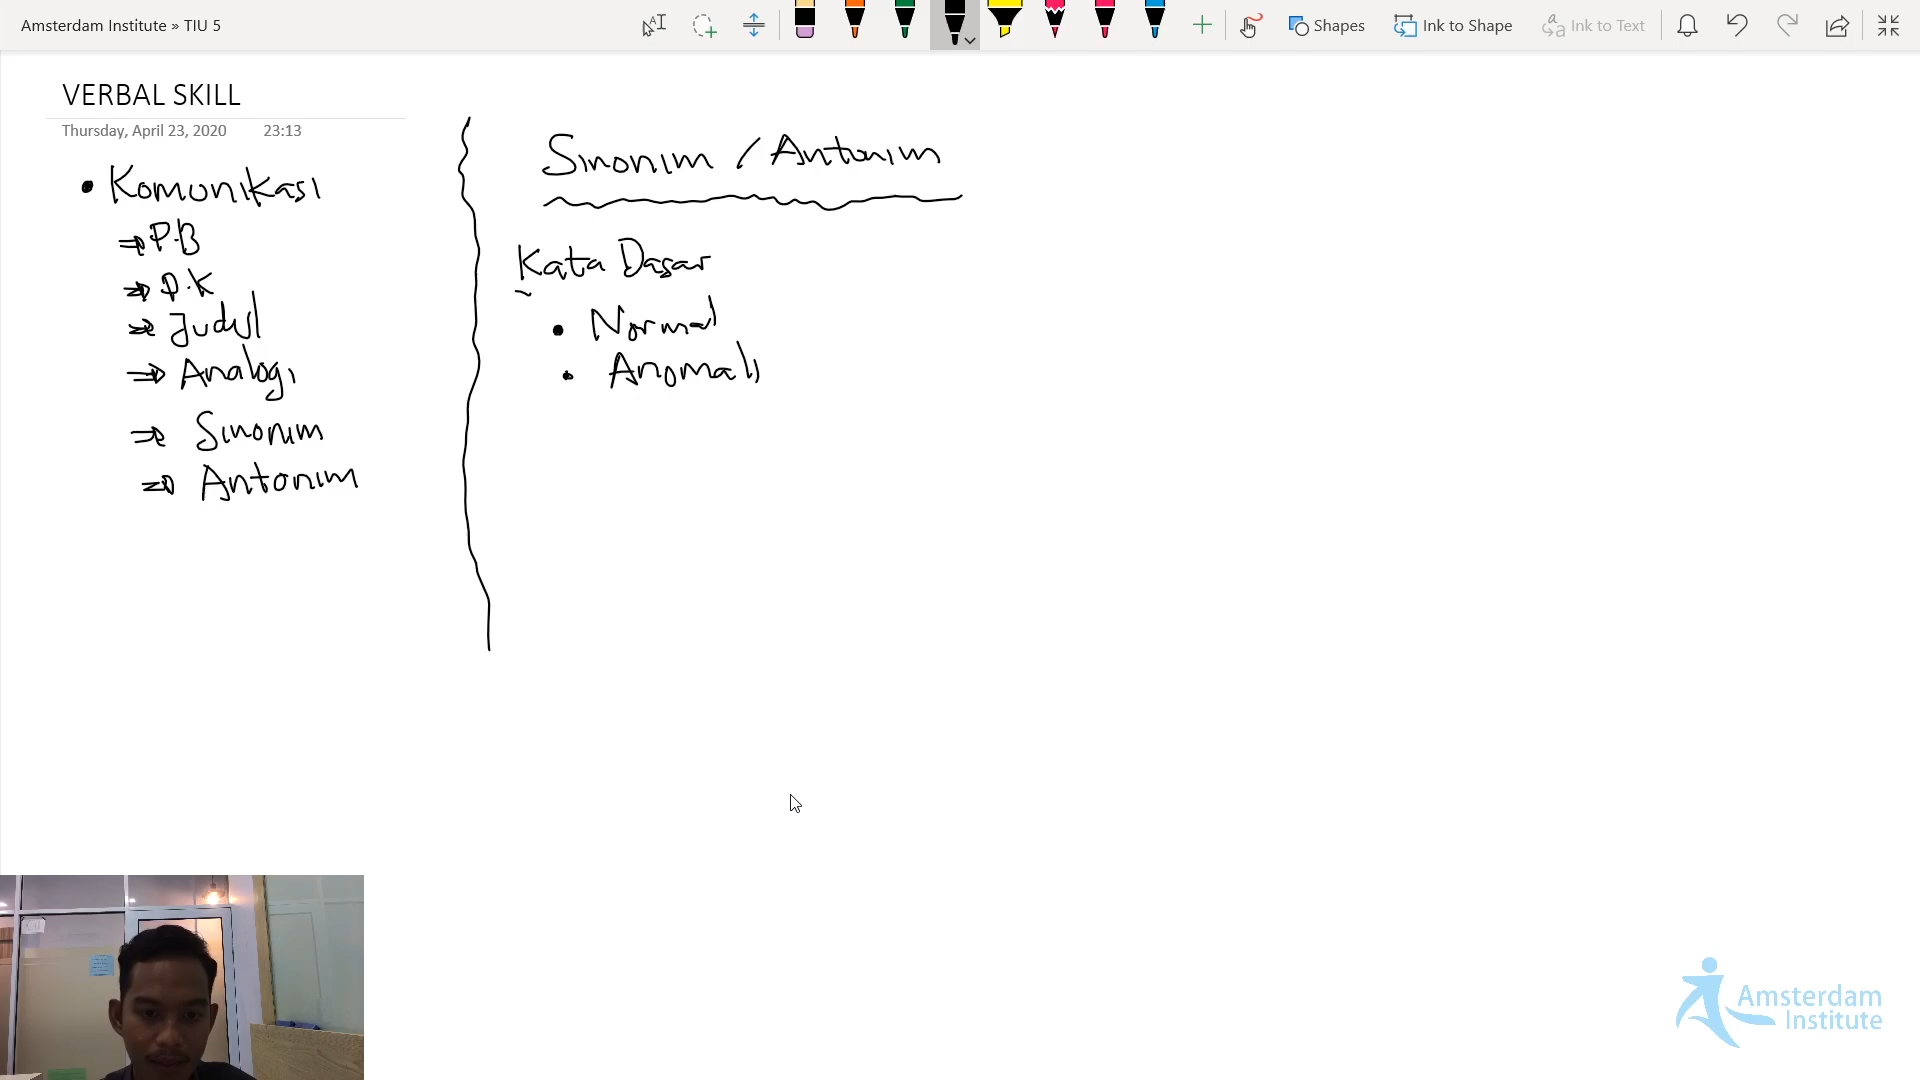 Amsterdam Institute » TIU 5
Shapes
Ink to Shape
Ink to Text
VERBAL SKILL
Thursday, April 23, 2020 23:13
• Komunikasi
⇒ P.B
⇒ P.K
⇒ Judul
⇒ Analogi
⇒ Sinonim
⇒ Antonim
Sinonim / Antonim
Kata Dasar
• Normal
• Anomali
Amsterdam
Institute